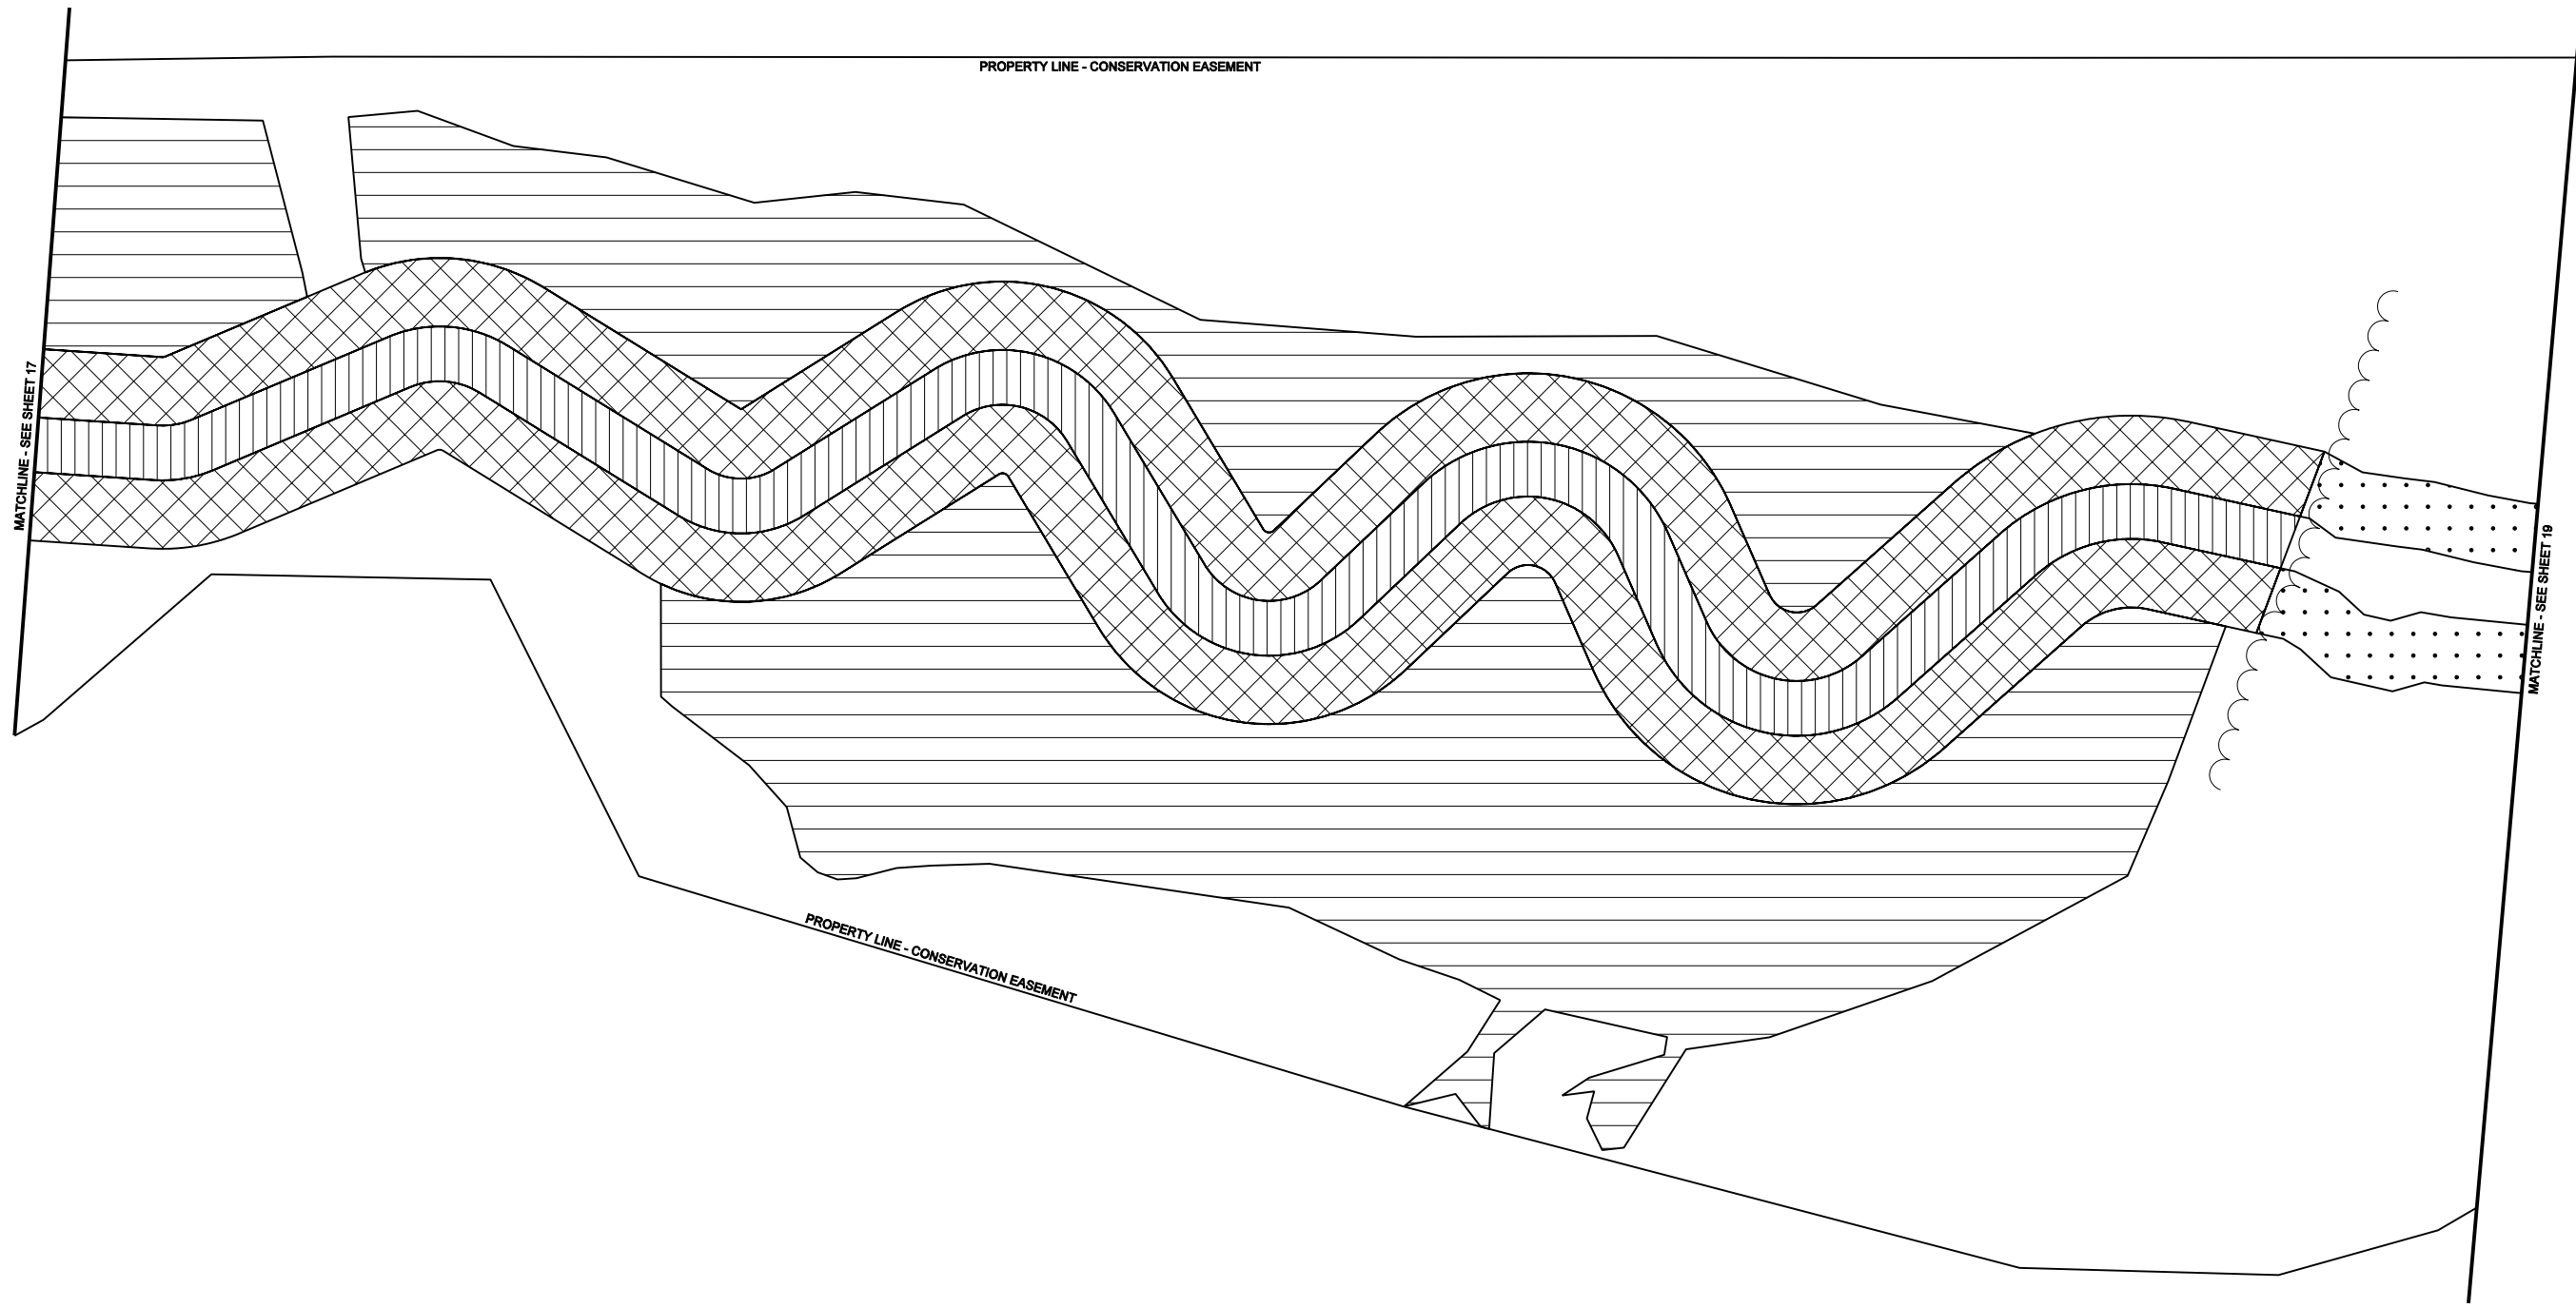 PROPERTY LINE - CONSERVATION EASEMENT
MATCHLINE - SEE SHEET 17
MATCHLINE - SEE SHEET 19
PROPERTY LINE - CONSERVATION EASEMENT